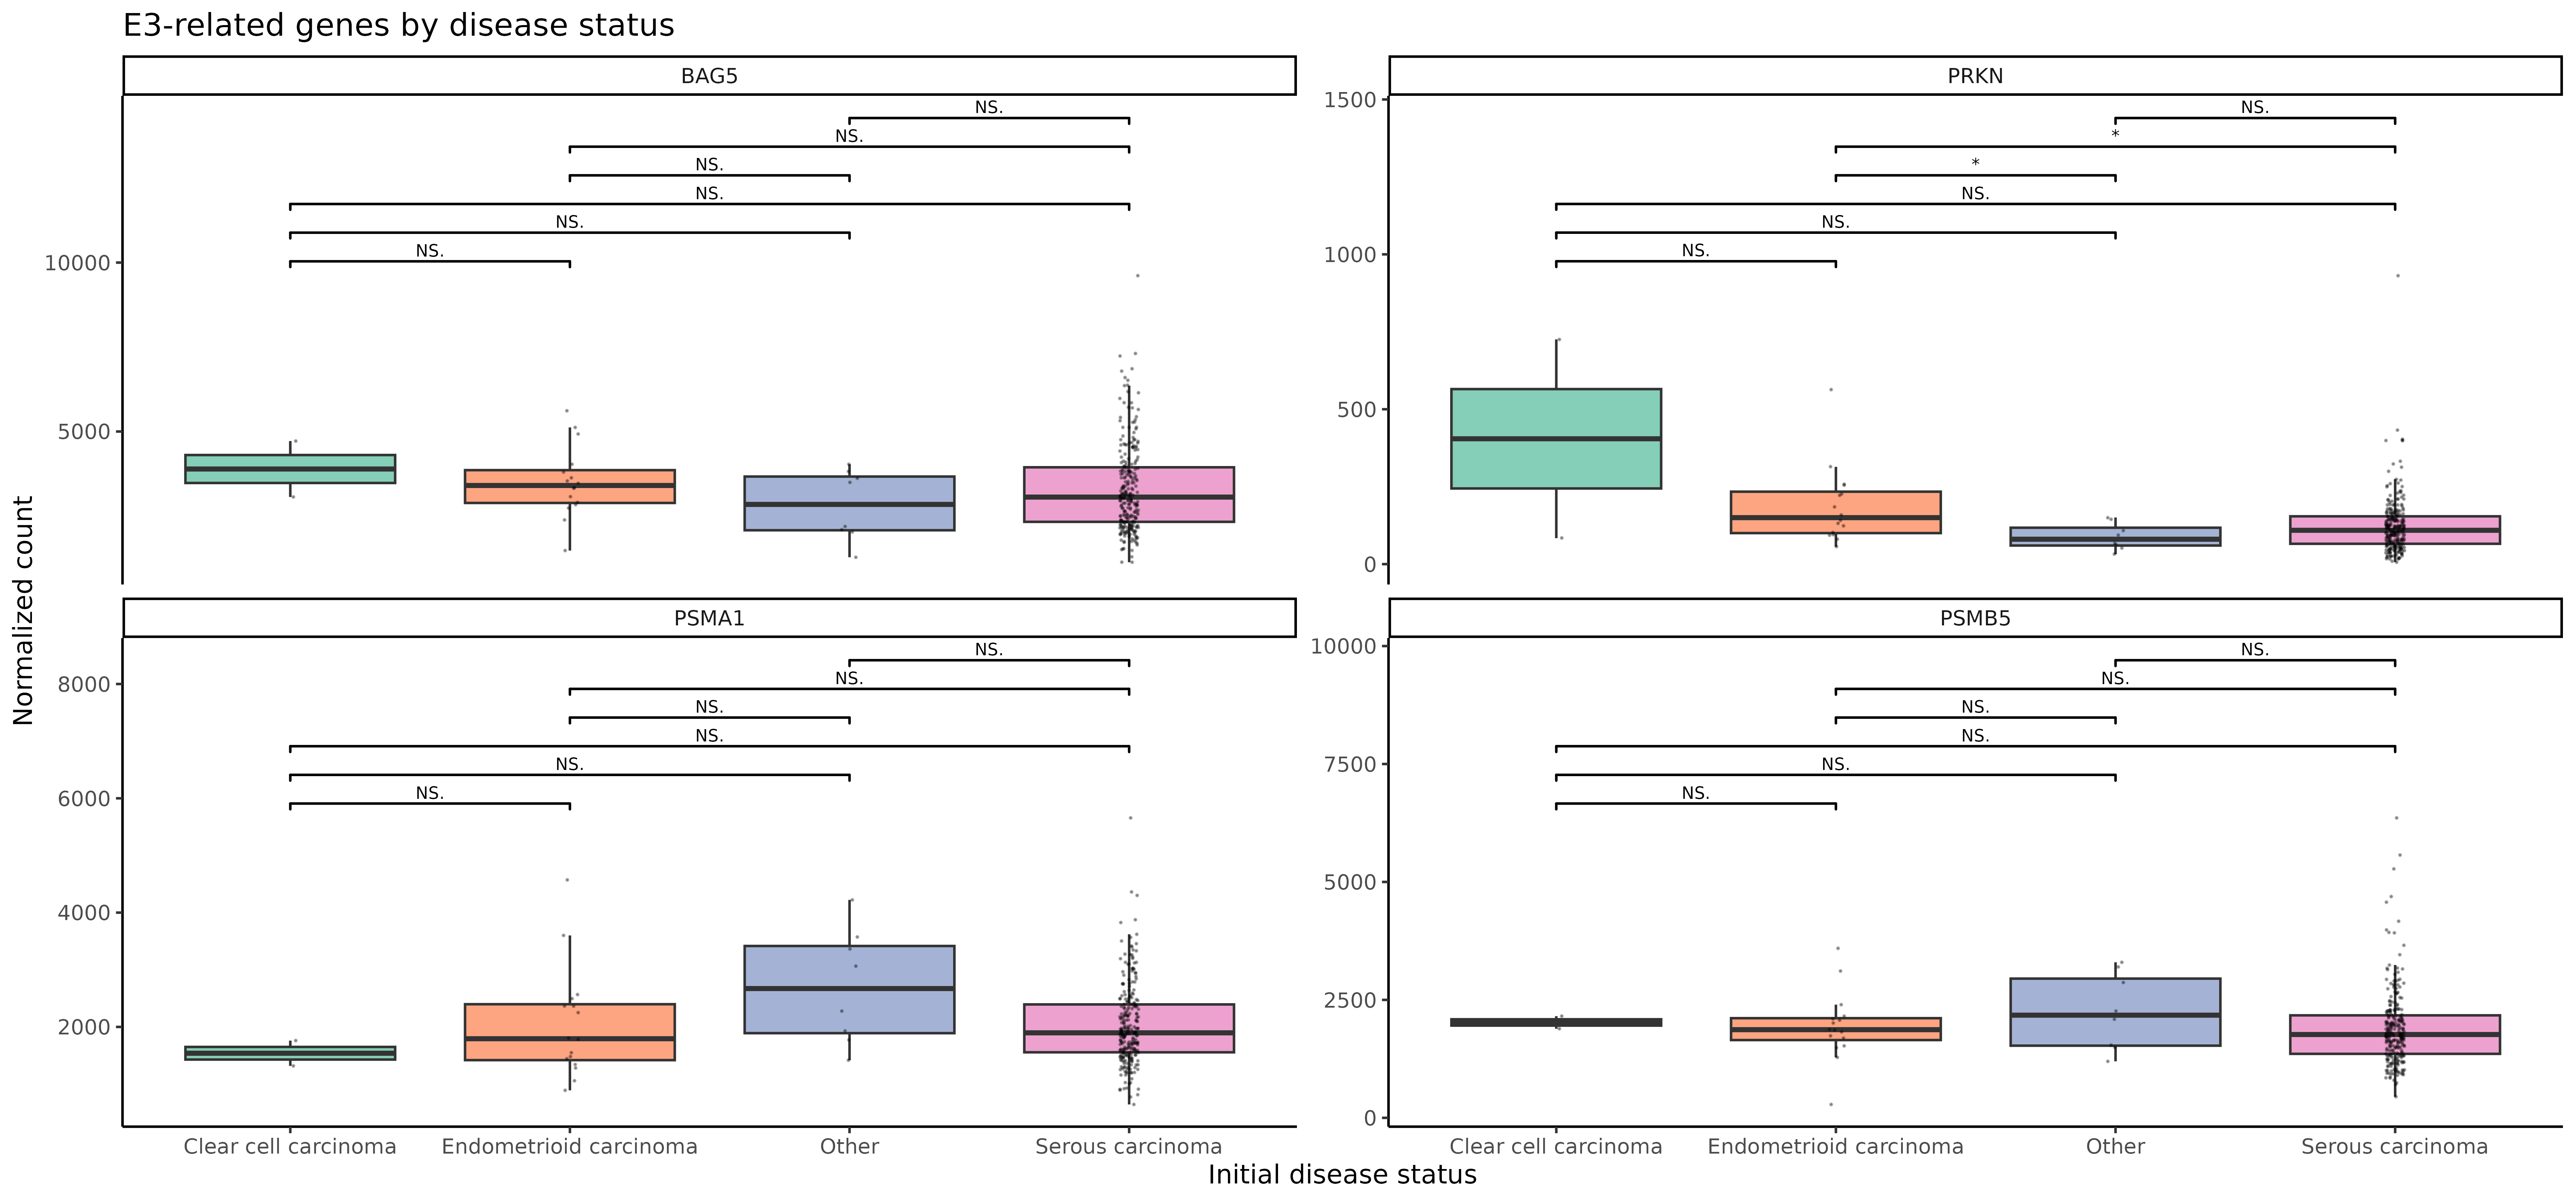 E3-related genes by disease status
BAG5
NS.
NS.
NS.
NS.
NS.
NS.
10000
5000
PRKN
1500
1000
500
0
NS.
*
*
NS.
NS.
NS.
PSMA1
8000
6000
4000
2000
NS.
NS.
NS.
NS.
NS.
NS.
PSMB5
10000
7500
5000
2500
0
NS.
NS.
NS.
NS.
NS.
NS.
Clear cell carcinoma Endometrioid carcinoma Other Serous carcinoma
Clear cell carcinoma Endometrioid carcinoma Other Serous carcinoma
Initial disease status
Normalized count